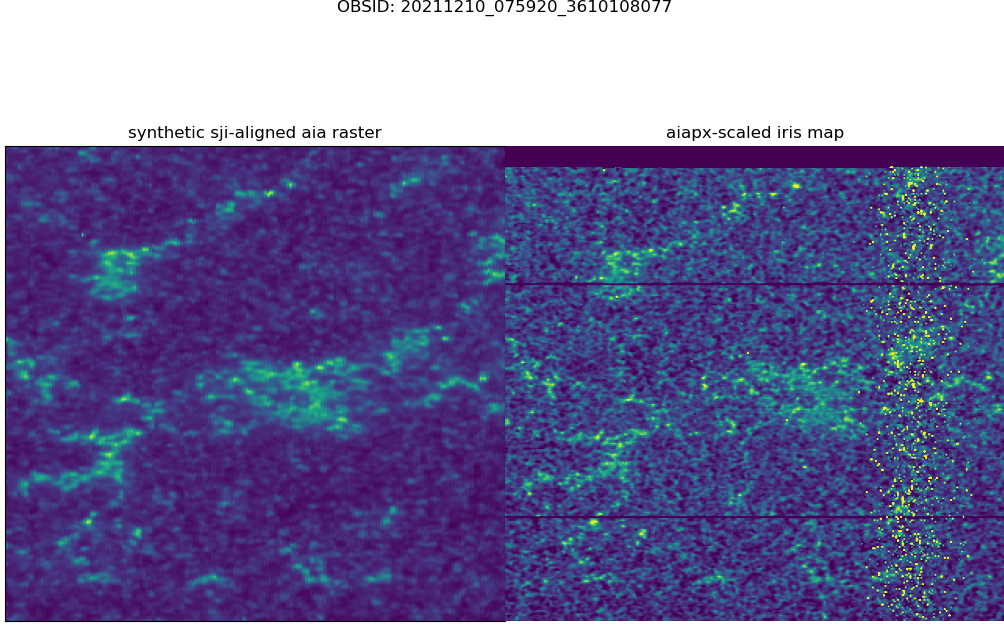 OBSID: 20211210_075920_3610108077
synthetic sji-aligned aia raster
aiapx-scaled iris map